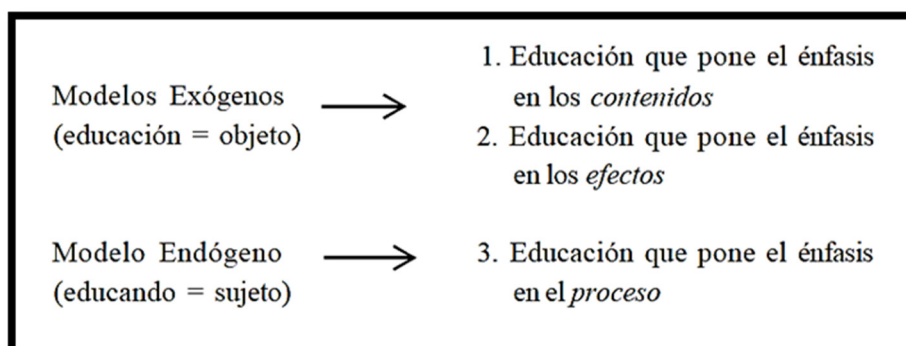 Modelos Exógenos
(educación = objeto)
1. Educación que pone el énfasis
en los contenidos
2. Educación que pone el énfasis
en los efectos
Modelo Endógeno
(educando = sujeto)
3. Educación que pone el énfasis
en el proceso